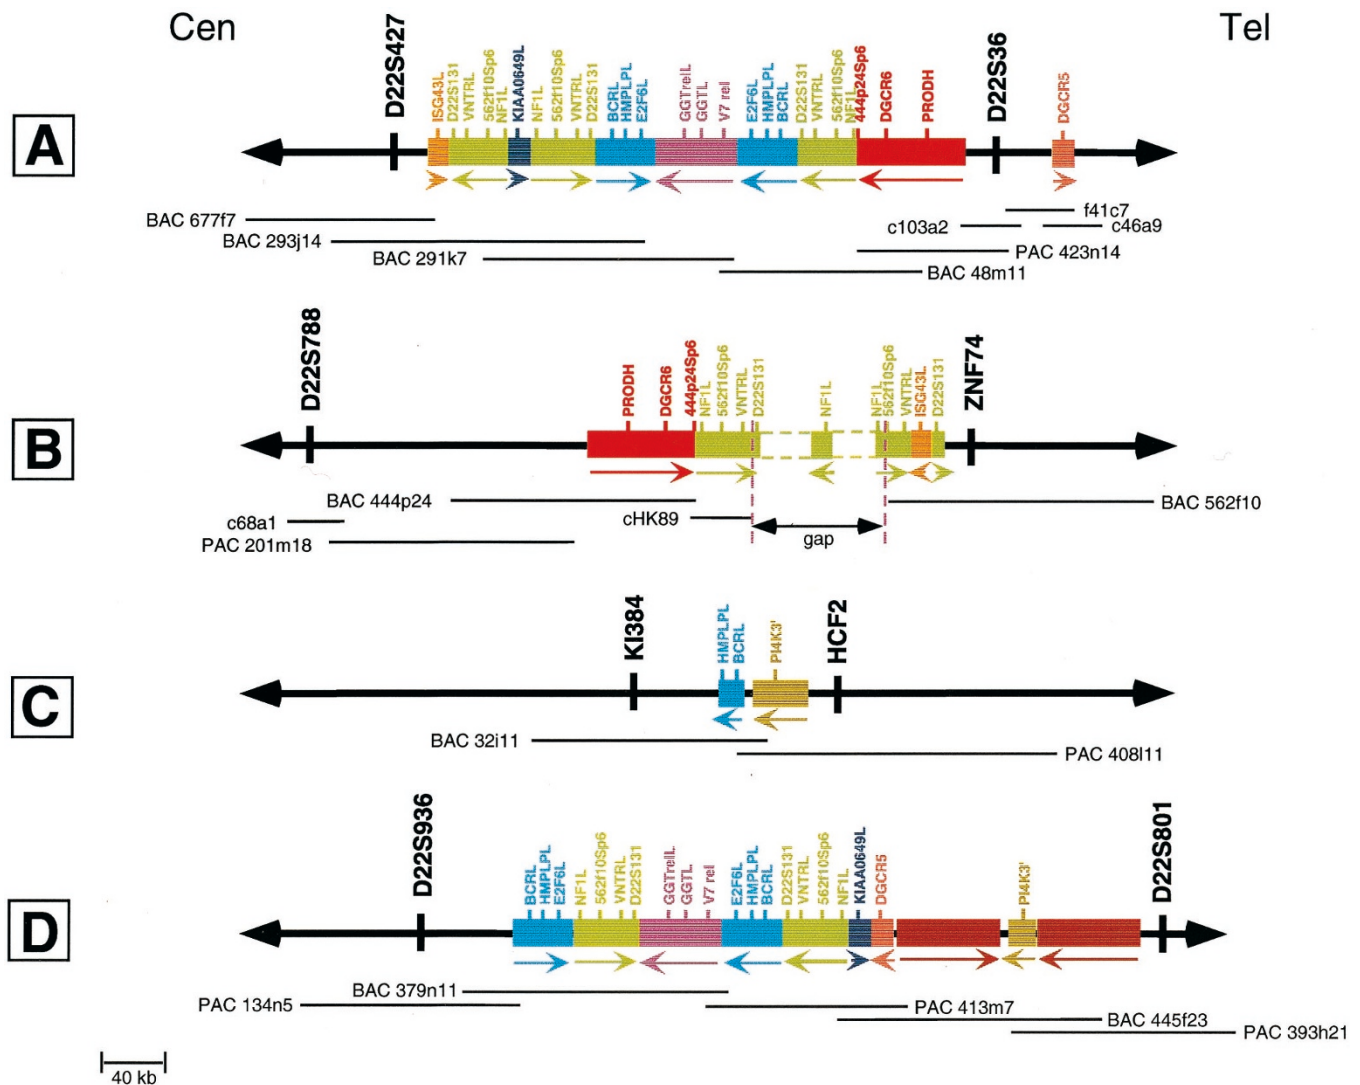 Cen
Tel
A
D22S427
ISG43L
D22S131
VNTRL
562f10Sp6
NF1L
KIAA0649L
NF1L
562f10Sp6
VNTRL
D22S131
BCRL
HMPLPL
E2F6L
GGTrelL
GGTL
V7 rel
E2F6L
HMPLPL
BCRL
D22S131
VNTRL
562f10Sp6
NF1L
444p24Sp6
DGCR6
PRODH
D22S36
DGCR5
BAC 677f7
BAC 293j14
BAC 291k7
f41c7
c103a2
c46a9
PAC 423n14
BAC 48m11
B
D22S788
PRODH
DGCR6
444p24Sp6
NF1L
562f10Sp6
VNTRL
D22S131
NF1L
NF1L
562f10Sp6
VNTRL
ISG43L
D22S131
ZNF74
BAC 444p24
BAC 562f10
c68a1
cHK89
PAC 201m18
gap
C
KI384
HMPLPL
BCRL
PI4K3'
HCF2
BAC 32i11
PAC 408l11
D
D22S936
BCRL
HMPLPL
E2F6L
NF1L
562f10Sp6
VNTRL
D22S131
GGTrelL
GGTL
V7 rel
E2F6L
HMPLPL
BCRL
D22S131
VNTRL
562f10Sp6
NF1L
KIAA0649L
DGCR5
PI4K3'
D22S801
BAC 379n11
PAC 134n5
PAC 413m7
BAC 445f23
PAC 393h21
40 kb